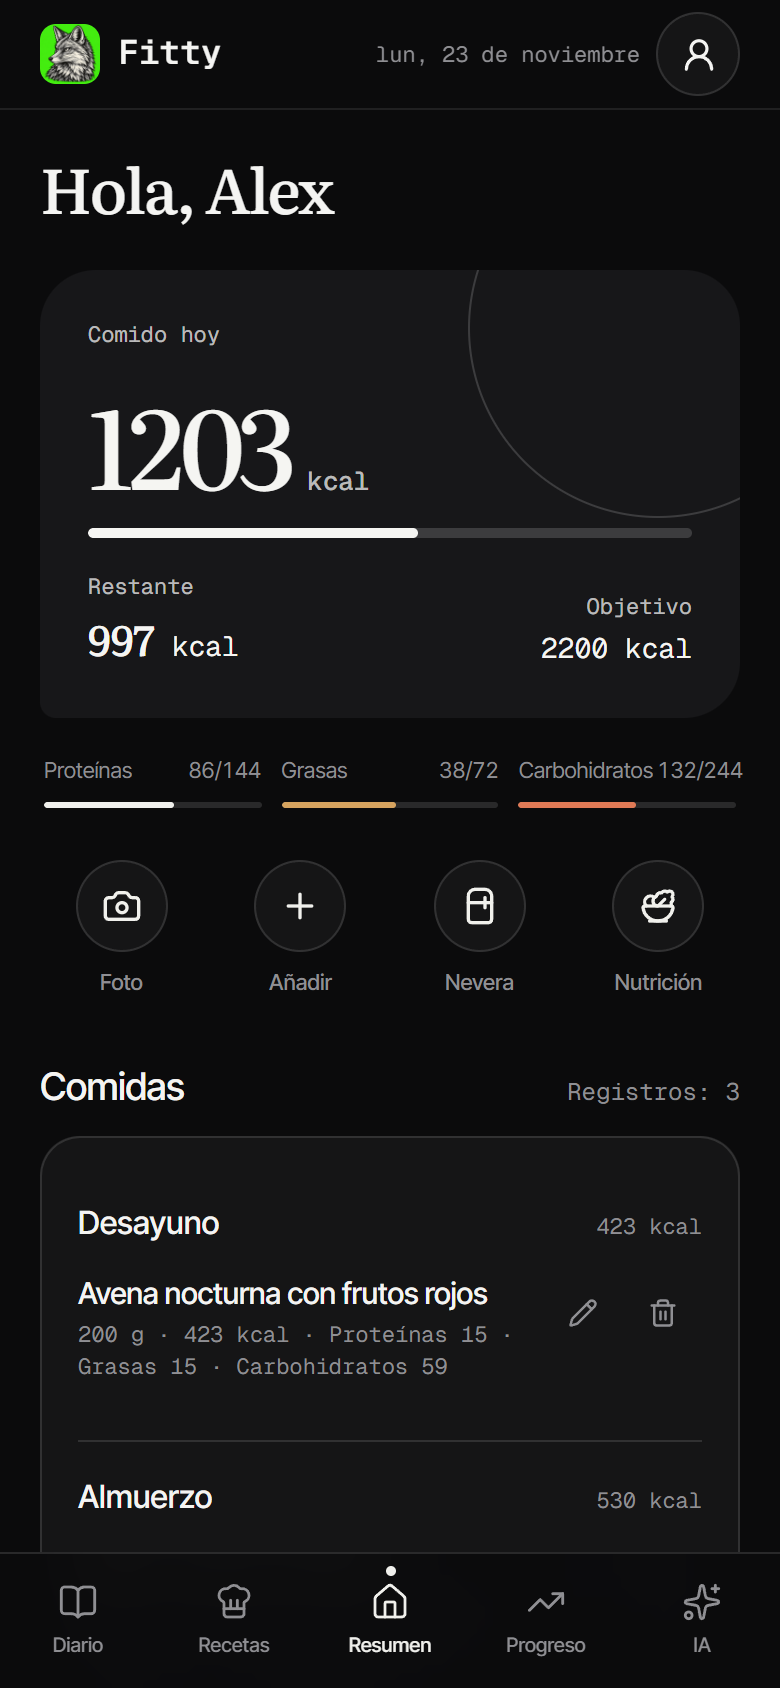 Fitty
lun, 23 de noviembre
Hola, Alex
Comido hoy
1203 kcal
Restante
997 kcal
Objetivo
2200 kcal
Proteínas 86/144
Grasas 38/72
Carbohidratos 132/244
Foto
Añadir
Nevera
Nutrición
Comidas
Registros: 3
Desayuno
423 kcal
Avena nocturna con frutos rojos
200 g · 423 kcal · Proteínas 15 ·
Grasas 15 · Carbohidratos 59
Almuerzo
530 kcal
Diario
Recetas
Resumen
Progreso
IA